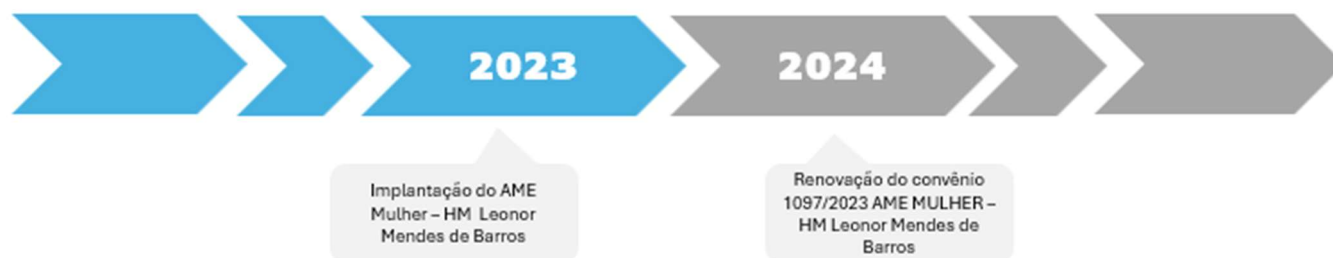 2023
2024
Implantação do AME
Mulher – HM Leonor
Mendes de Barros
Renovação do convênio
1097/2023 AME MULHER –
HM Leonor Mendes de
Barros